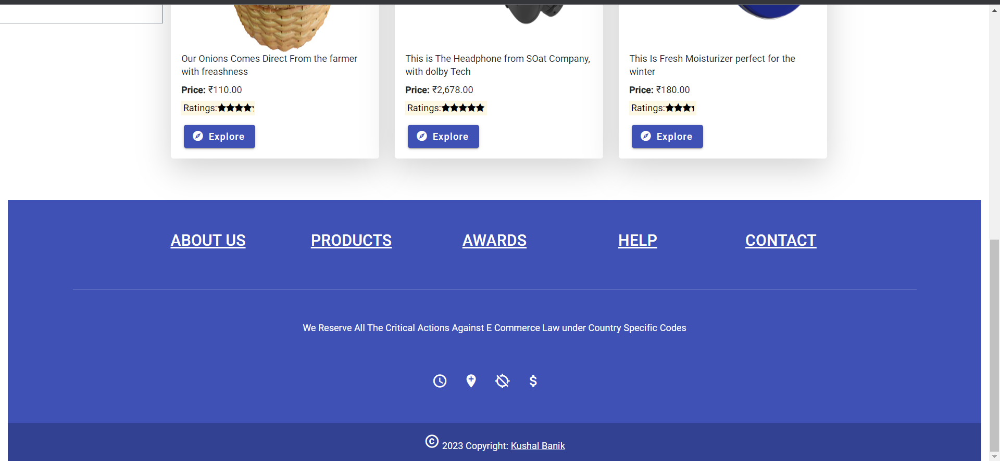 Our Onions Comes Direct From the farmer
with freashness
Price: ₹110.00
Ratings:
Explore
This is The Headphone from SOat Company,
with dolby Tech
Price: ₹2,678.00
Ratings:
Explore
This Is Fresh Moisturizer perfect for the
winter
Price: ₹180.00
Ratings:
Explore
ABOUT US PRODUCTS AWARDS HELP CONTACT
We Reserve All The Critical Actions Against E Commerce Law under Country Specific Codes
© 2023 Copyright: Kushal Banik